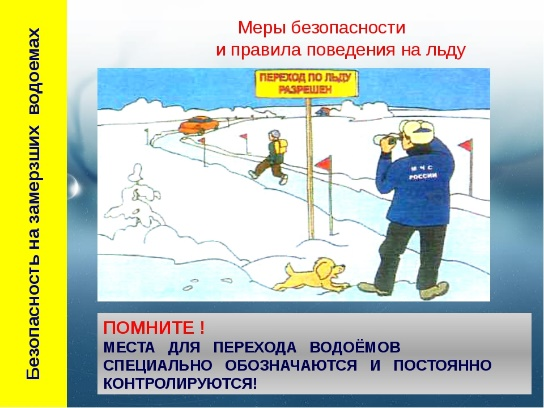 Безопасность на замерзших водоемах
Меры безопасности
и правила поведения на льду
ПЕРЕХОД ПО ЛЬДУ
РАЗРЕШЕН
М Ч С
РОССИИ
ПОМНИТЕ !
МЕСТА ДЛЯ ПЕРЕХОДА ВОДОЁМОВ
СПЕЦИАЛЬНО ОБОЗНАЧАЮТСЯ И ПОСТОЯННО
КОНТРОЛИРУЮТСЯ!